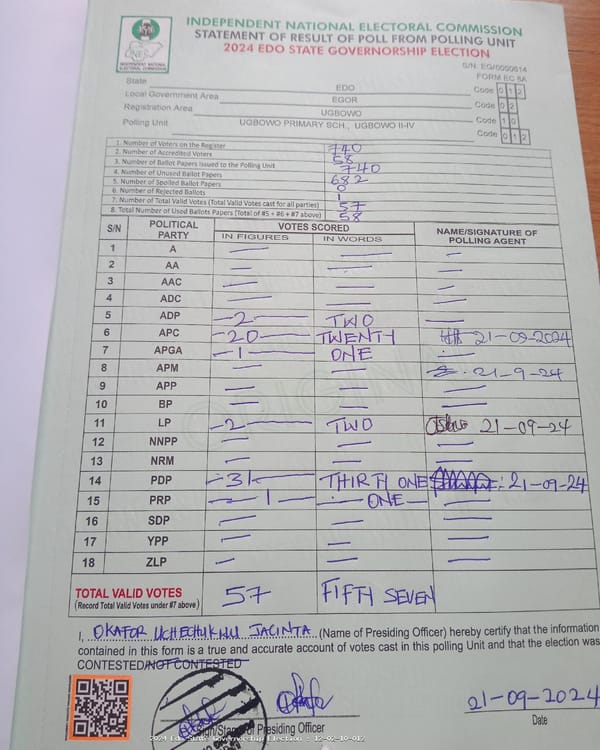 INDEPENDENT NATIONAL ELECTORAL COMMISSION
STATEMENT OF RESULT OF POLL FROM POLLING UNIT
2024 EDO STATE GOVERNORSHIP ELECTION
S/N: EG/0000614
FORM EC 8A
State EDO Code 0 1 2
Local Government Area EGOR Code 0 2
Registration Area UGBOWO Code 1 0
Polling Unit UGBOWO PRIMARY SCH., UGBOWO II-IV Code 0 1 2
1. Number of Voters on the Register 740
2. Number of Accredited Voters 58
3. Number of Ballot Papers Issued to the Polling Unit 740
4. Number of Unused Ballot Papers 682
5. Number of Spoiled Ballot Papers 0
6. Number of Rejected Ballots 1
7. Number of Total Valid Votes (Total Valid Votes cast for all parties) 57
8. Total Number of Used Ballots Papers (Total of #5 + #6 + #7 above) 58
S/N POLITICAL PARTY VOTES SCORED NAME/SIGNATURE OF POLLING AGENT
IN FIGURES IN WORDS
1 A
2 AA
3 AAC
4 ADC
5 ADP -2- TWO
6 APC -20- TWENTY 21-09-2024
7 APGA -1- ONE
8 APM 21-9-24
9 APP
10 BP
11 LP -2- TWO 21-09-24
12 NNPP
13 NRM
14 PDP -31- THIRTY ONE 21-09-24
15 PRP -1- ONE
16 SDP
17 YPP
18 ZLP
TOTAL VALID VOTES 57 FIFTY SEVEN
(Record Total Valid Votes under #7 above)
I, OKAFOR UCHECHUKWU JACINTA (Name of Presiding Officer) hereby certify that the information
contained in this form is a true and accurate account of votes cast in this polling Unit and that the election was
CONTESTED/NOT CONTESTED
Presiding Officer
21-09-2024
Date
2024 Edo State Governorship Election - 12-02-10-012